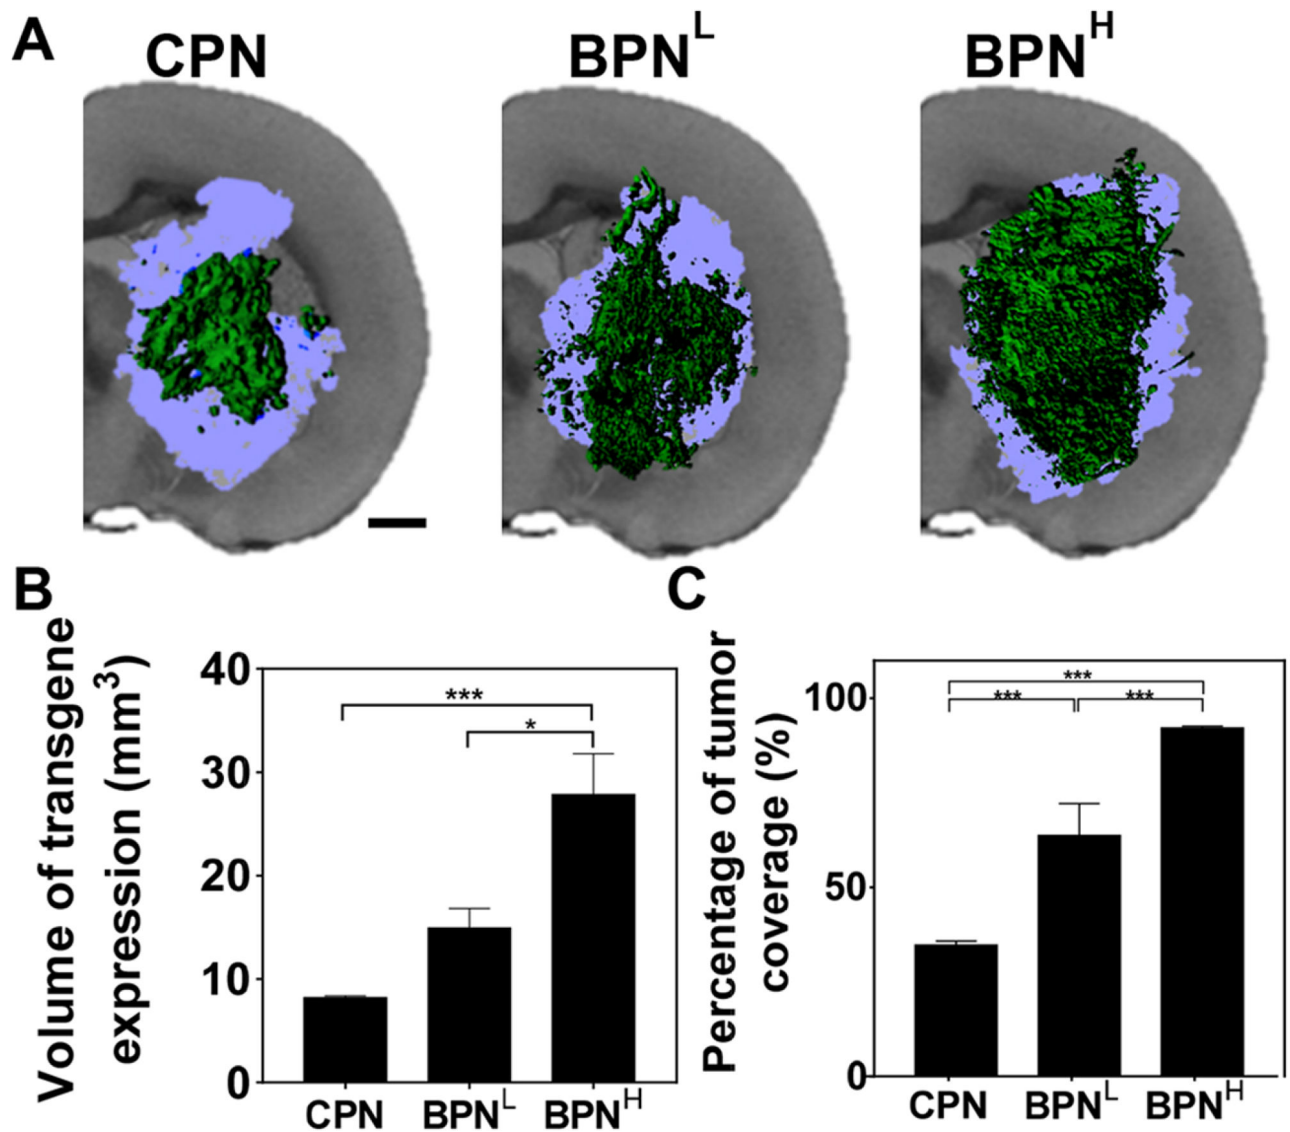 A
CPN
BPN^L
BPN^H
B
Volume of transgene
expression (mm^3)
40
30
20
10
0
***
*
CPN
BPN^L
BPN^H
C
Percentage of tumor
coverage (%)
100
50
0
***
***
***
CPN
BPN^L
BPN^H